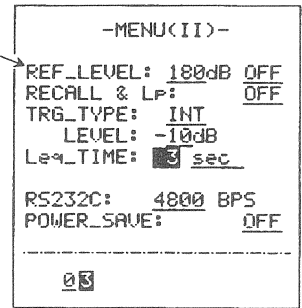 -MENU(II)-
REF_LEVEL: 180dB OFF
RECALL & Lp: OFF
TRG_TYPE: INT
LEVEL: -10dB
Leq_TIME: 3 sec
RS232C: 4800 BPS
POWER_SAVE: OFF
03